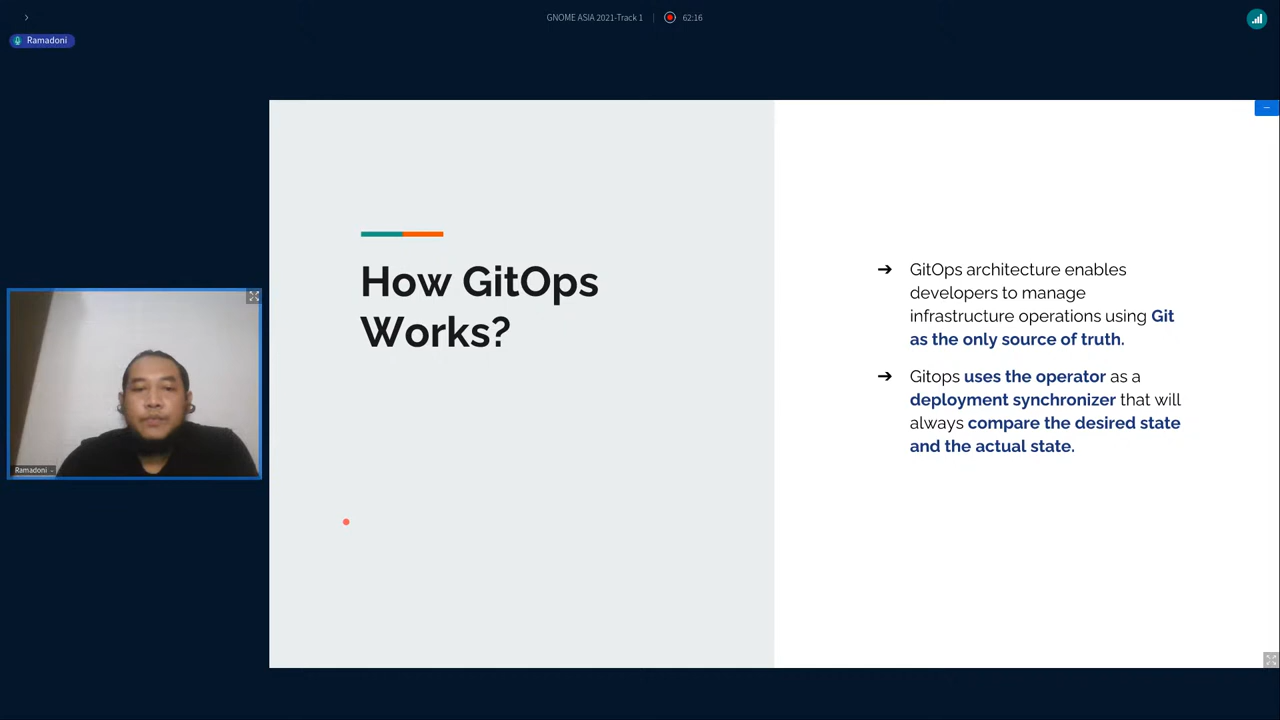 GNOME ASIA 2021-Track 1
62:16
Ramadoni
How GitOps
Works?
➔ GitOps architecture enables
developers to manage
infrastructure operations using Git
as the only source of truth.
➔ Gitops uses the operator as a
deployment synchronizer that will
always compare the desired state
and the actual state.
Ramadoni